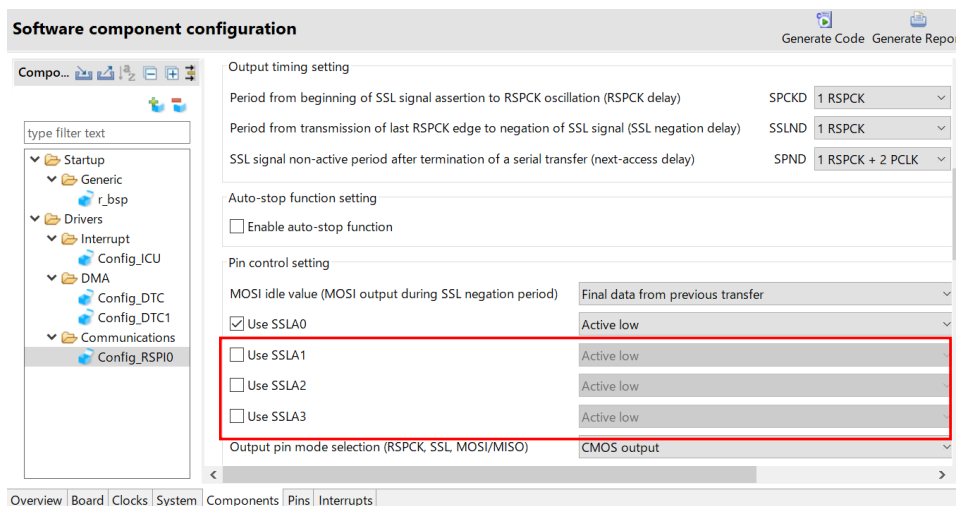 Software component configuration
Generate Code Generate Repor
Compo...
type filter text
Startup
Generic
r_bsp
Drivers
Interrupt
Config_ICU
DMA
Config_DTC
Config_DTC1
Communications
Config_RSPI0
Output timing setting
Period from beginning of SSL signal assertion to RSPCK oscillation (RSPCK delay) SPCKD 1 RSPCK
Period from transmission of last RSPCK edge to negation of SSL signal (SSL negation delay) SSLND 1 RSPCK
SSL signal non-active period after termination of a serial transfer (next-access delay) SPND 1 RSPCK + 2 PCLK
Auto-stop function setting
Enable auto-stop function
Pin control setting
MOSI idle value (MOSI output during SSL negation period) Final data from previous transfer
Use SSLA0 Active low
Use SSLA1 Active low
Use SSLA2 Active low
Use SSLA3 Active low
Output pin mode selection (RSPCK, SSL, MOSI/MISO) CMOS output
Overview Board Clocks System Components Pins Interrupts